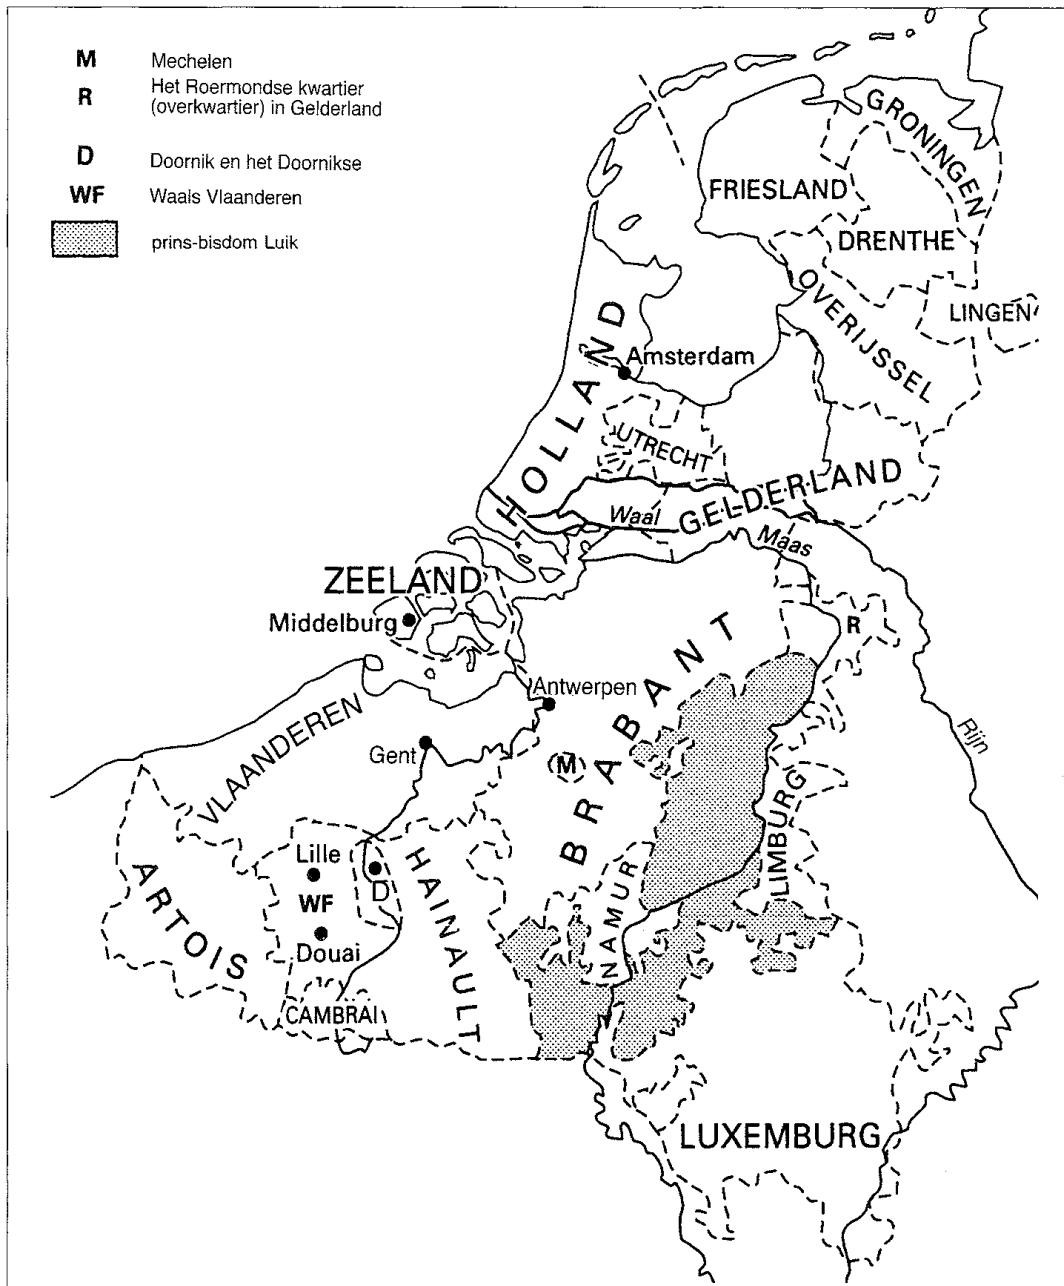 M Mechelen
R Het Roermondse kwartier
(overkwartier) in Gelderland
D Doornik en het Doornikse
WF Waals Vlaanderen
prins-bisdom Luik
GRONINGEN
FRIESLAND
DRENTHE
OVERIJSSEL
LINGEN
HOLLAND
Amsterdam
UTRECHT
GELDERLAND
Waal
Maas
ZEELAND
Middelburg
R
BRABANT
Antwerpen
VLAANDEREN
Gent
M
Rijn
LIMBURG
ARTOIS
Lille
D
WF
HAINAULT
NAMUR
Douai
CAMBRAI
LUXEMBURG